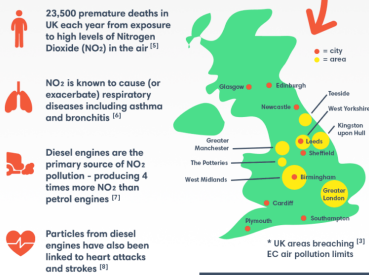 23,500 premature deaths in
UK each year from exposure
to high levels of Nitrogen
Dioxide (NO₂) in the air [5]
NO₂ is known to cause (or
exacerbate) respiratory
diseases including asthma
and bronchitis [6]
Diesel engines are the
primary source of NO₂
pollution - producing 4
times more NO₂ than
petrol engines [7]
Particles from diesel
engines have also been
linked to heart attacks
and strokes [8]
= city
= area
Glasgow
Edinburgh
Newcastle
Teeside
West Yorkshire
Kingston
upon Hull
Greater
Manchester
Leeds
Sheffield
The Potteries
West Midlands
Birmingham
Greater
London
Cardiff
Plymouth
Southampton
* UK areas breaching [3]
EC air pollution limits